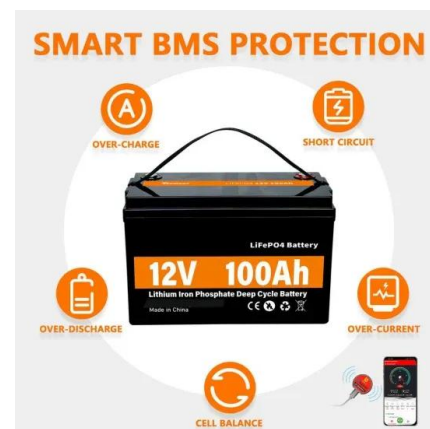 SMART BMS PROTECTION
A
OVER-CHARGE
SHORT CIRCUIT
LiFePO4 Battery
12V 100Ah
Lithium Iron Phosphate Deep Cycle Battery
Made in China
CE
OVER-DISCHARGE
OVER-CURRENT
CELL BALANCE